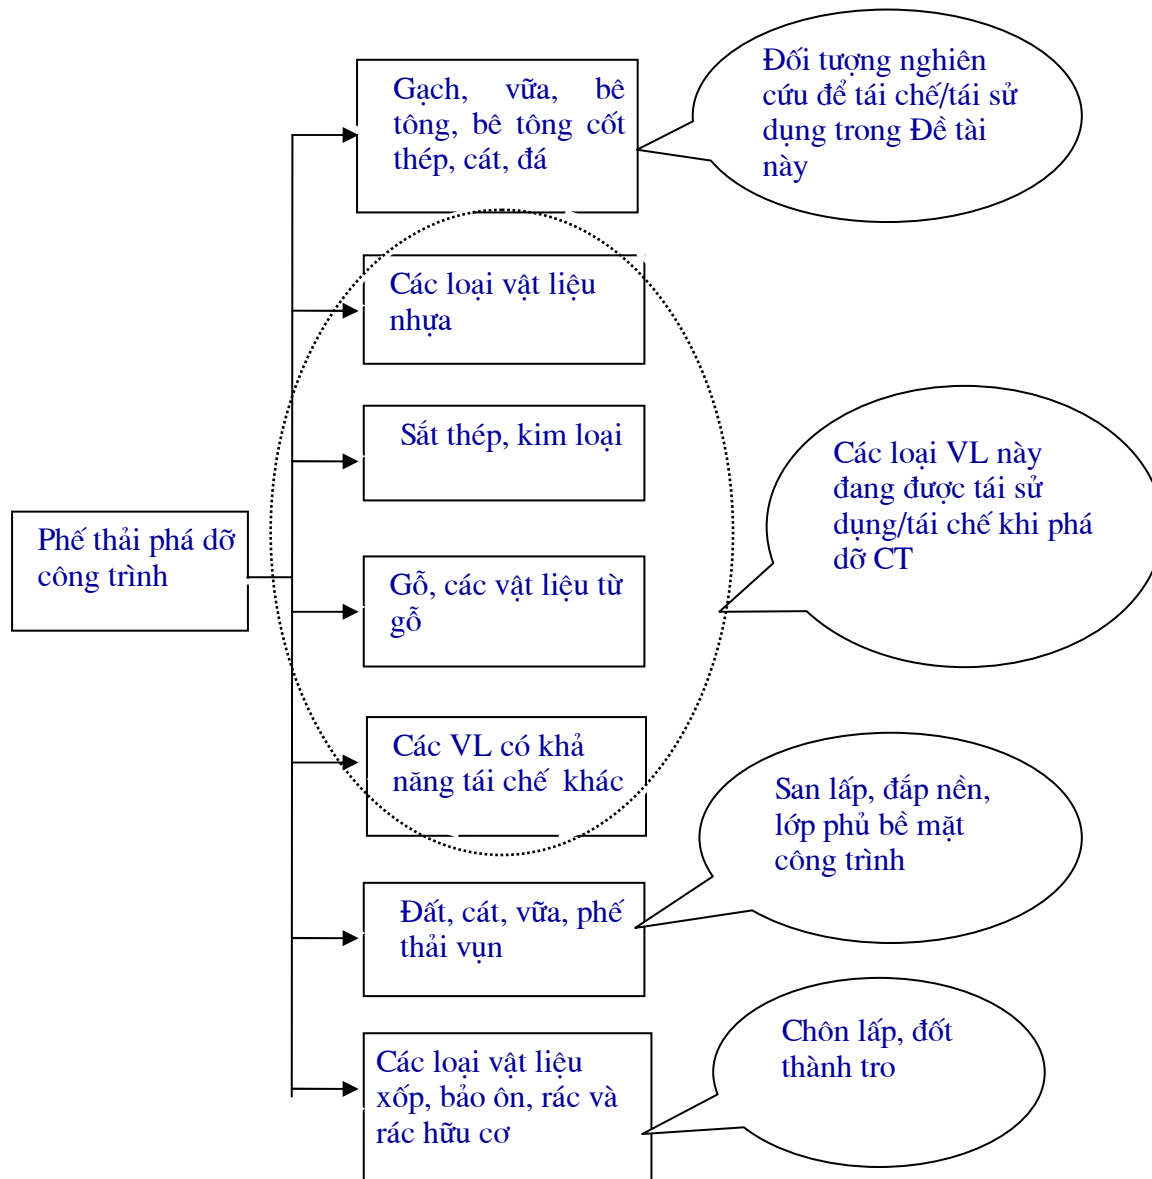 Gạch, vữa, bê
tông, bê tông cốt
thép, cát, đá
Đối tượng nghiên
cứu để tái chế/tái sử
dụng trong Đề tài
này
Các loại vật liệu
nhựa
Sắt thép, kim loại
Các loại VL này
đang được tái sử
dụng/tái chế khi phá
dỡ CT
Phế thải phá dỡ
công trình
Gỗ, các vật liệu từ
gỗ
Các VL có khả
năng tái chế khác
San lấp, đắp nền,
lớp phủ bề mặt
công trình
Đất, cát, vữa, phế
thải vụn
Chôn lấp, đốt
thành tro
Các loại vật liệu
xốp, bảo ôn, rác và
rác hữu cơ